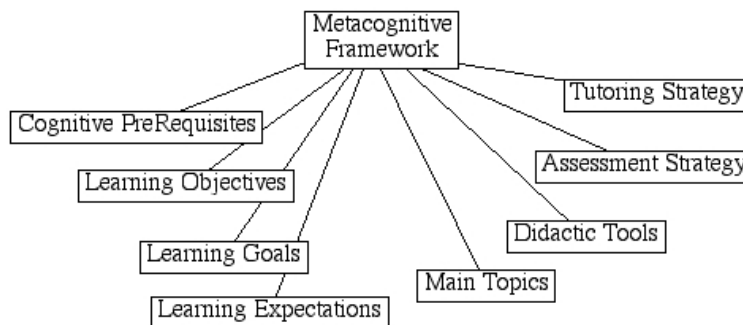 Metacognitive
Framework
Tutoring Strategy
Cognitive PreRequisites
Assessment Strategy
Learning Objectives
Didactic Tools
Learning Goals
Main Topics
Learning Expectations